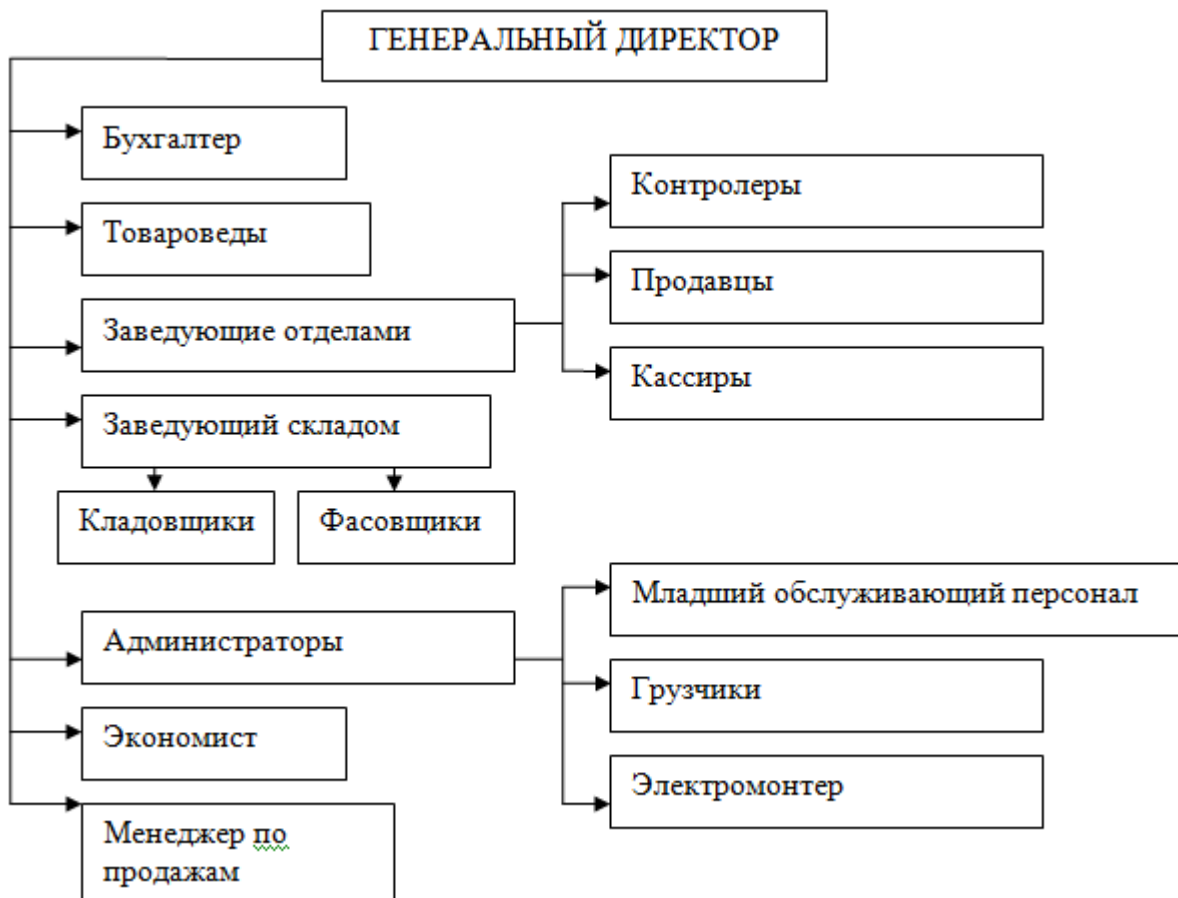 ГЕНЕРАЛЬНЫЙ ДИРЕКТОР
Бухгалтер
Товароведы
Заведующие отделами
Контролеры
Продавцы
Кассиры
Заведующий складом
Кладовщики
Фасовщики
Администраторы
Младший обслуживающий персонал
Грузчики
Электромонтер
Экономист
Менеджер по
продажам